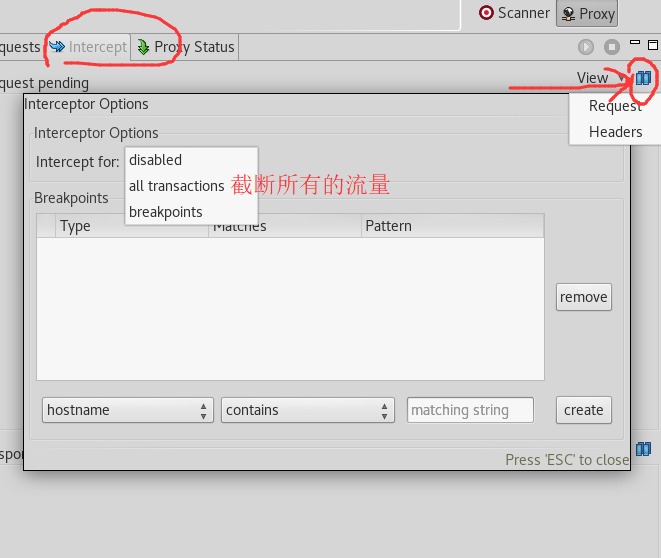 Scanner Proxy
quests Intercept Proxy Status
quest pending View
Interceptor Options
Request
Interceptor Options
Headers
Intercept for: disabled
all transactions 截断所有的流量
breakpoints
Breakpoints
Type Matches Pattern
remove
hostname contains matching string create
spon
Press 'ESC' to close